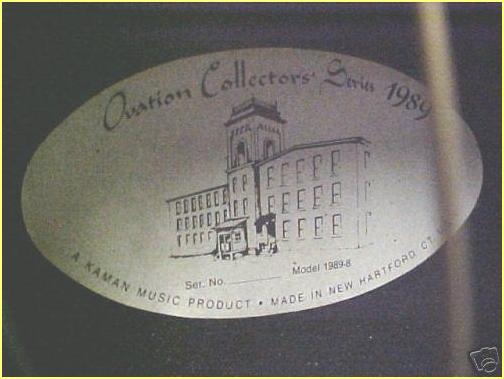 Ovation Collectors' Series 1989
Ser. No.
Model 1989-8
A KAMAN MUSIC PRODUCT • MADE IN NEW HARTFORD, CT.